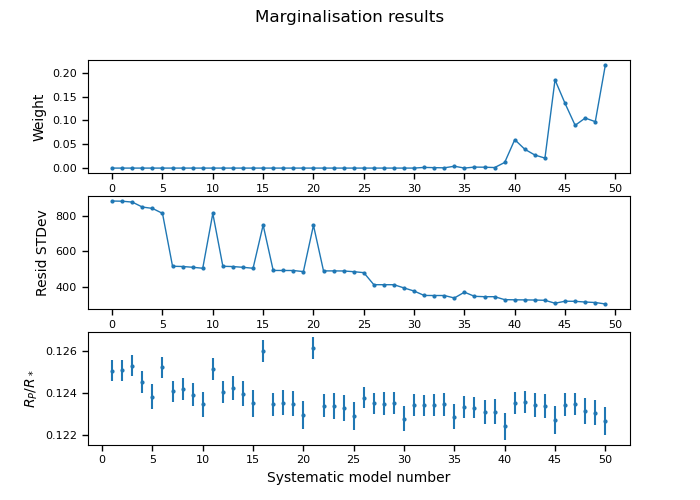 Marginalisation results
0.20
0.15
0.10
0.05
0.00
Weight
0 5 10 15 20 25 30 35 40 45 50
800
600
400
Resid STDev
0 5 10 15 20 25 30 35 40 45 50
0.126
0.124
0.122
R_P/R_*
0 5 10 15 20 25 30 35 40 45 50
Systematic model number